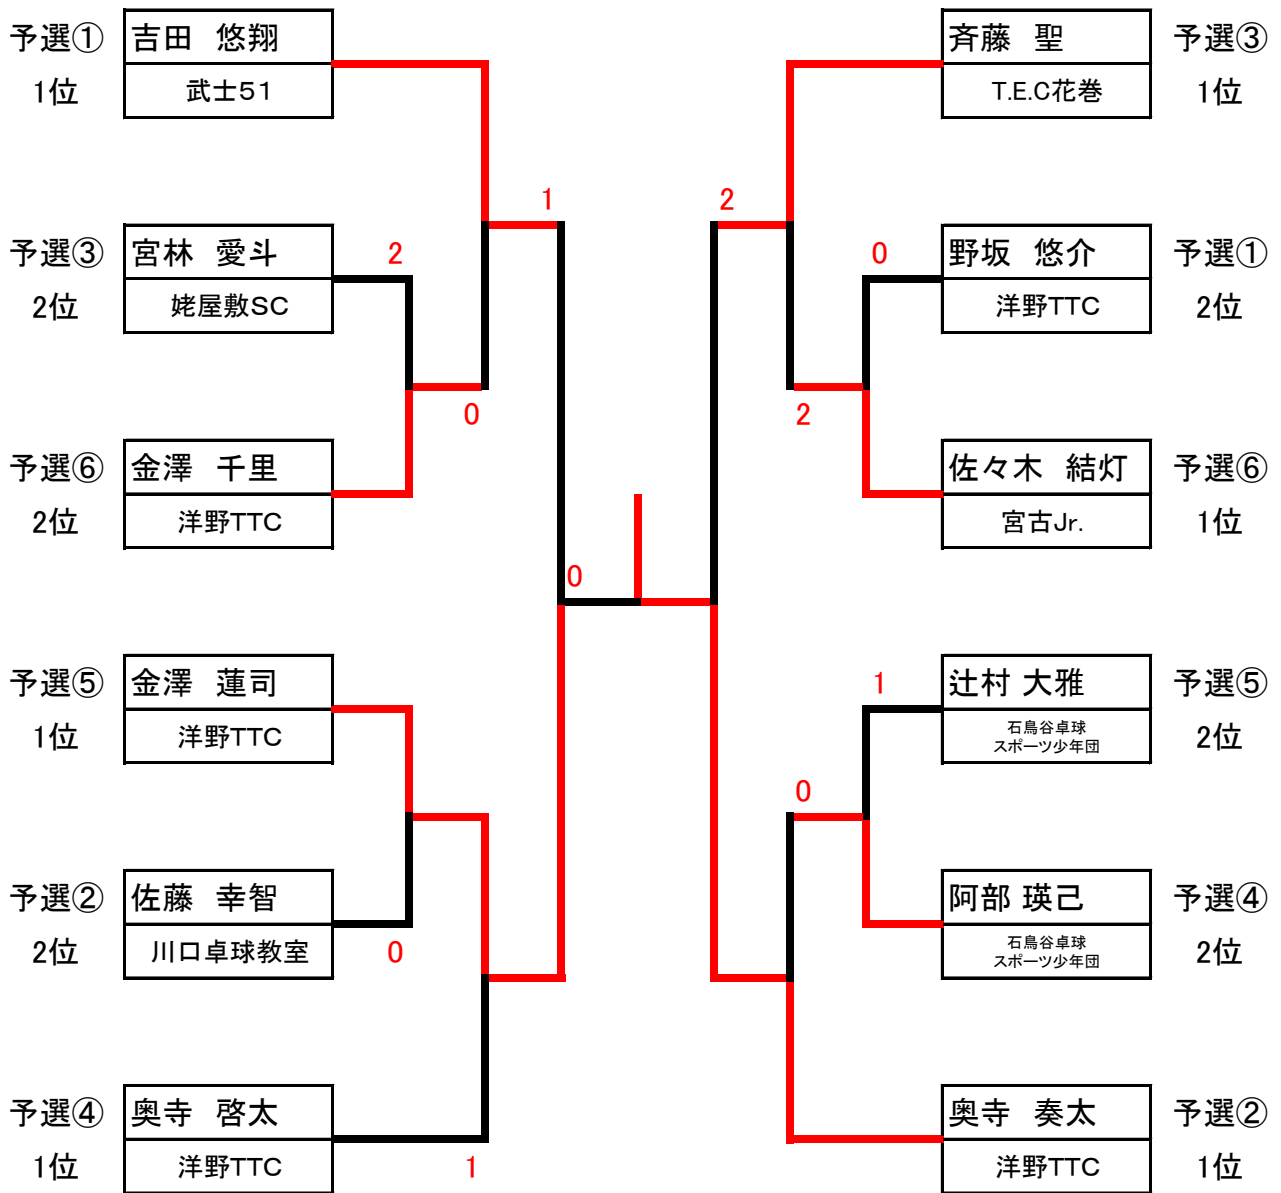 予選① 吉田 悠翔
1位 武士51
1
予選③ 宮林 愛斗 2
2位 姥屋敷SC
0
予選⑥ 金澤 千里
2位 洋野TTC
0
予選⑤ 金澤 蓮司
1位 洋野TTC
予選② 佐藤 幸智
2位 川口卓球教室 0
予選④ 奥寺 啓太
1位 洋野TTC 1
斉藤 聖 予選③
T.E.C花巻 1位
2
0 野坂 悠介 予選①
洋野TTC 2位
2
佐々木 結灯 予選⑥
宮古Jr. 1位
1 辻村 大雅 予選⑤
石鳥谷卓球
スポーツ少年団 2位
0
阿部 瑛己 予選④
石鳥谷卓球
スポーツ少年団 2位
奥寺 奏太 予選②
洋野TTC 1位